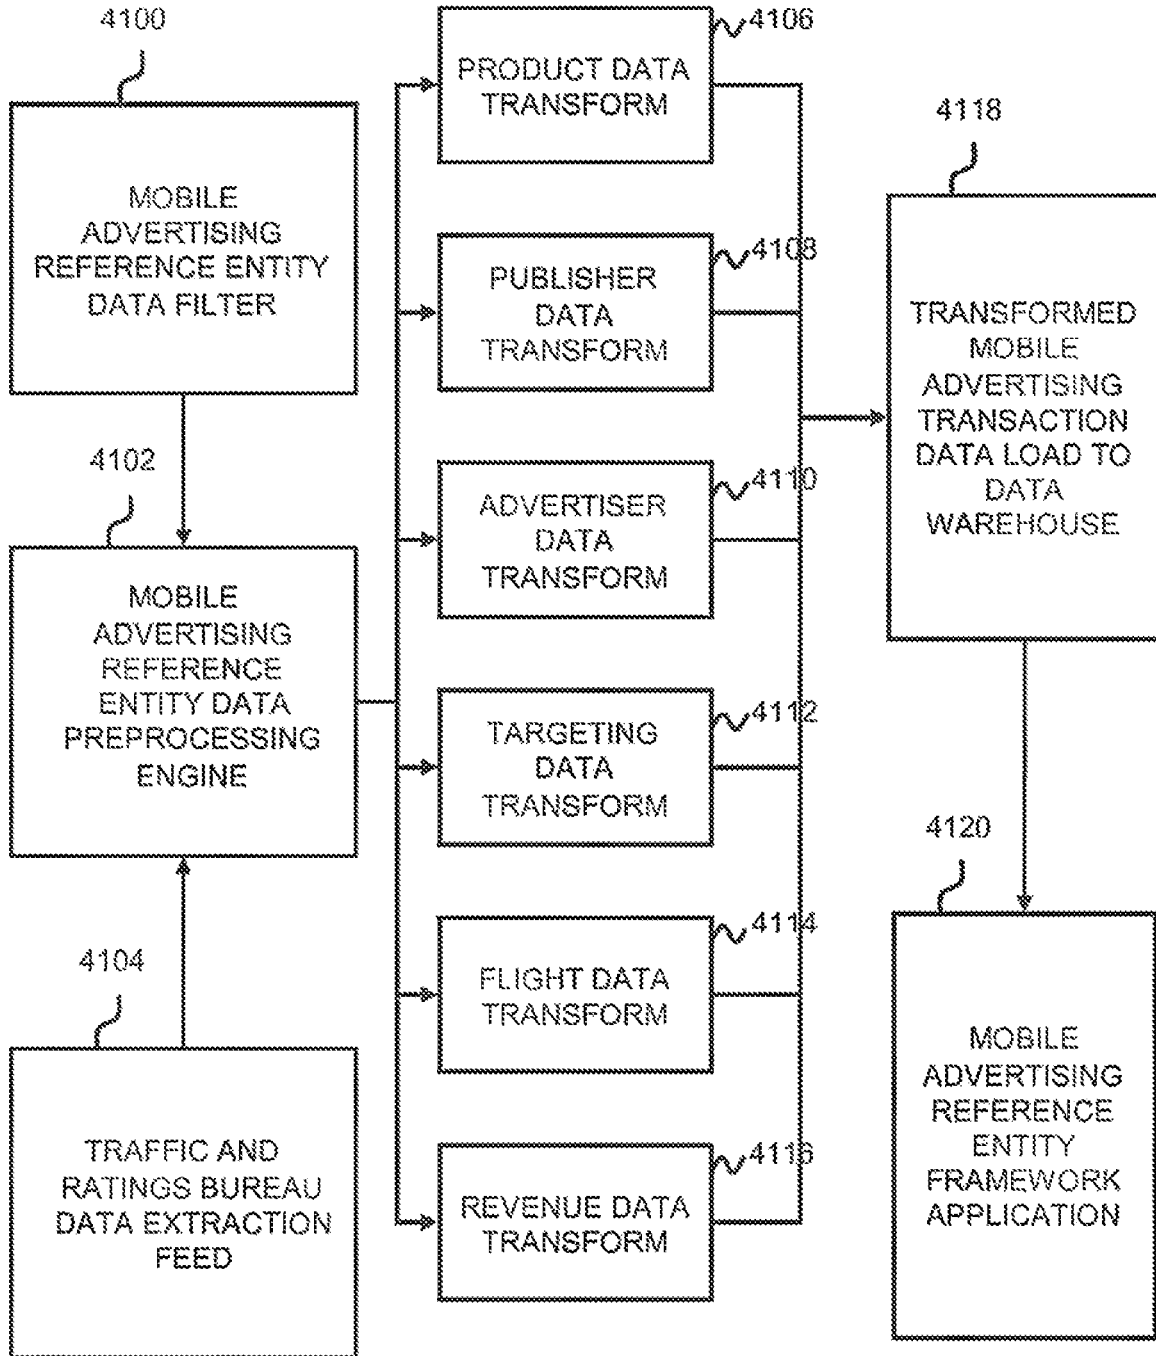 4100
MOBILE
ADVERTISING
REFERENCE ENTITY
DATA FILTER
4102
MOBILE
ADVERTISING
REFERENCE
ENTITY DATA
PREPROCESSING
ENGINE
4104
TRAFFIC AND
RATINGS BUREAU
DATA EXTRACTION
FEED
4106
PRODUCT DATA
TRANSFORM
4108
PUBLISHER
DATA
TRANSFORM
4110
ADVERTISER
DATA
TRANSFORM
4112
TARGETING
DATA
TRANSFORM
4114
FLIGHT DATA
TRANSFORM
4116
REVENUE DATA
TRANSFORM
4118
TRANSFORMED
MOBILE
ADVERTISING
TRANSACTION
DATA LOAD TO
DATA
WAREHOUSE
4120
MOBILE
ADVERTISING
REFERENCE
ENTITY
FRAMEWORK
APPLICATION